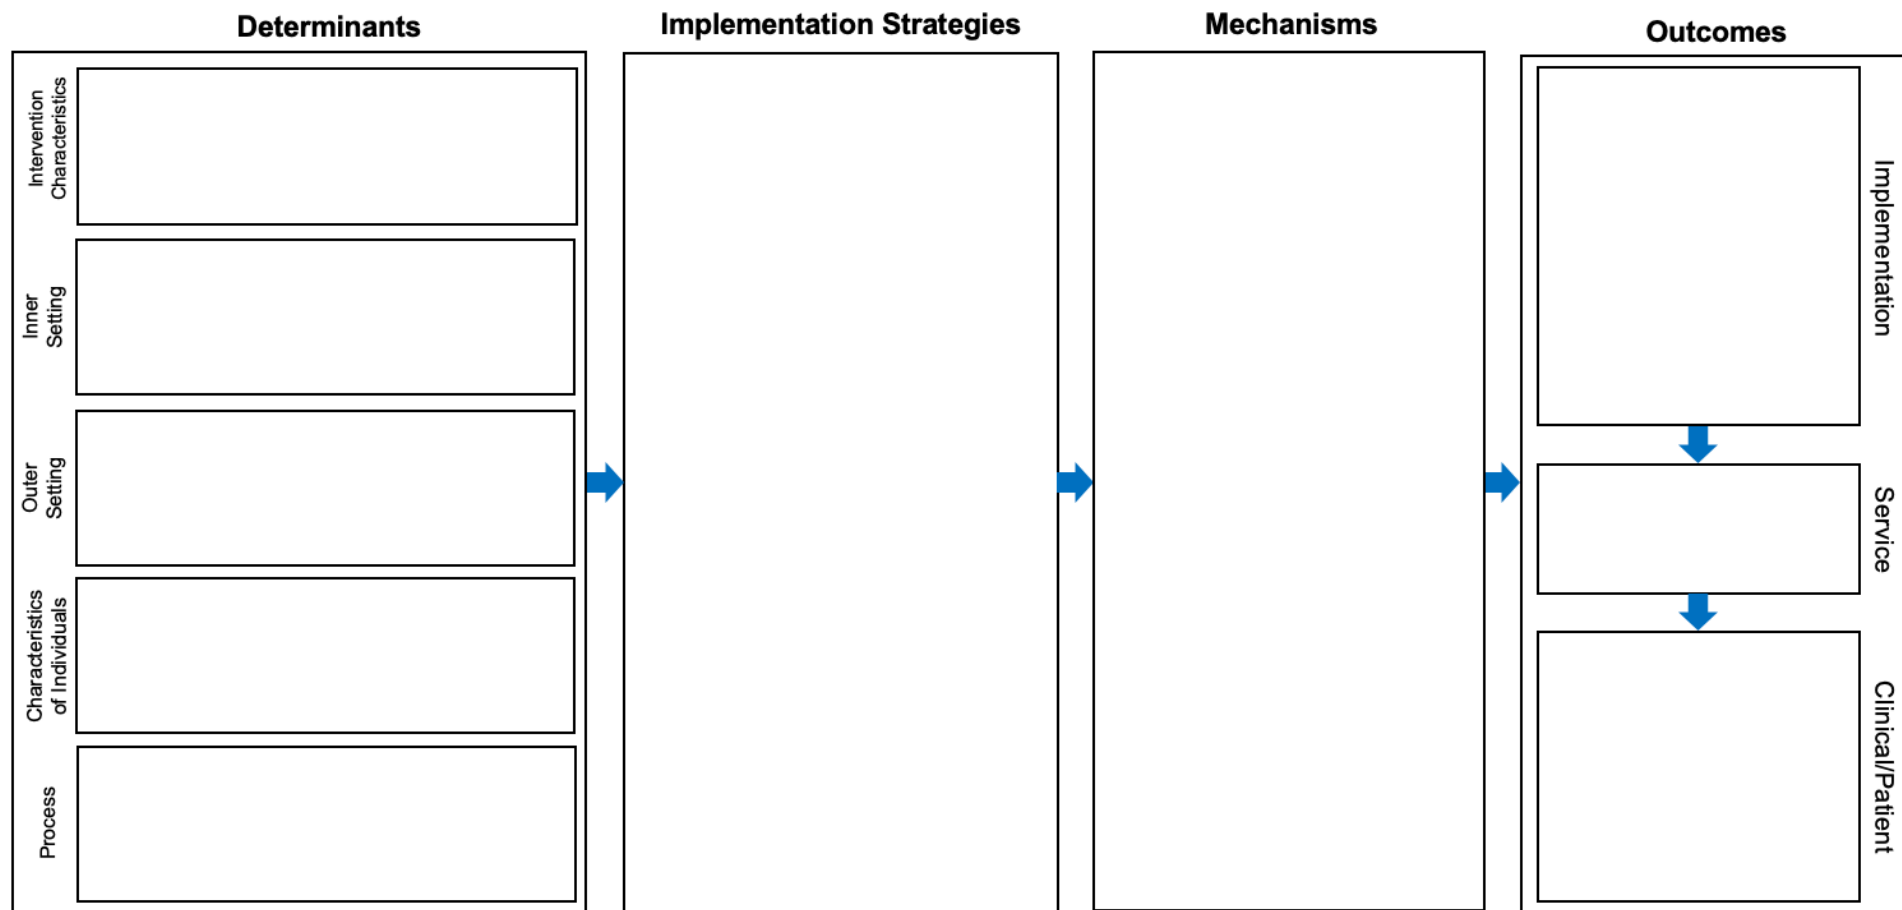 Determinants
Implementation Strategies
Mechanisms
Outcomes
Intervention
Characteristics
Inner
Setting
Outer
Setting
Characteristics
of Individuals
Process
Implementation
Service
Clinical/Patient